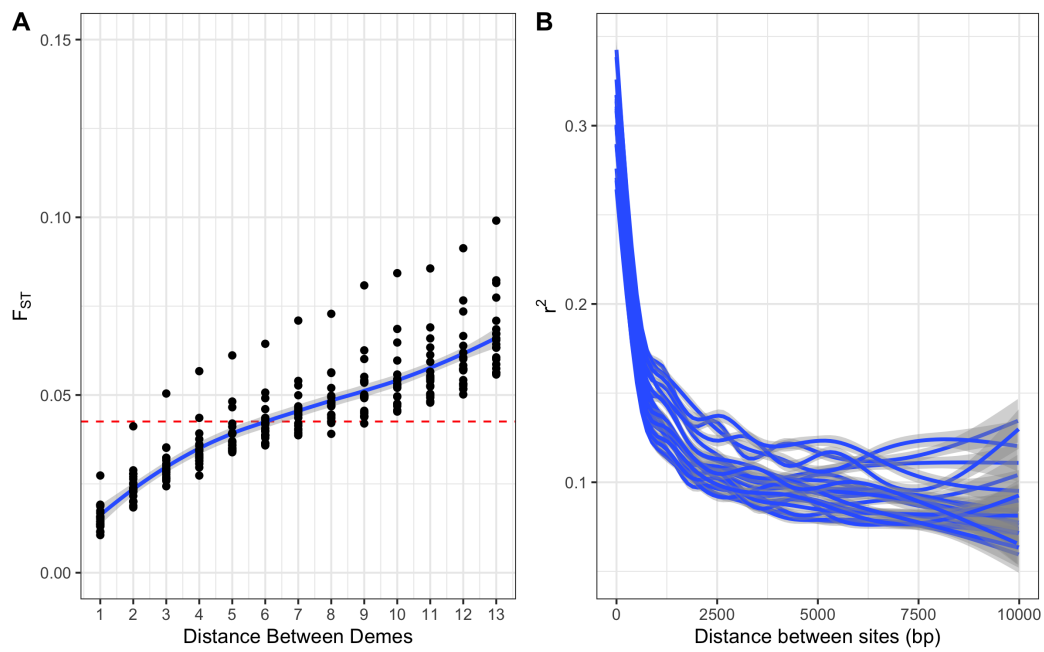 A
0.15
0.10
0.05
0.00
F_ST
1 2 3 4 5 6 7 8 9 10 11 12 13
Distance Between Demes
B
0.3
0.2
0.1
r²
0 2500 5000 7500 10000
Distance between sites (bp)